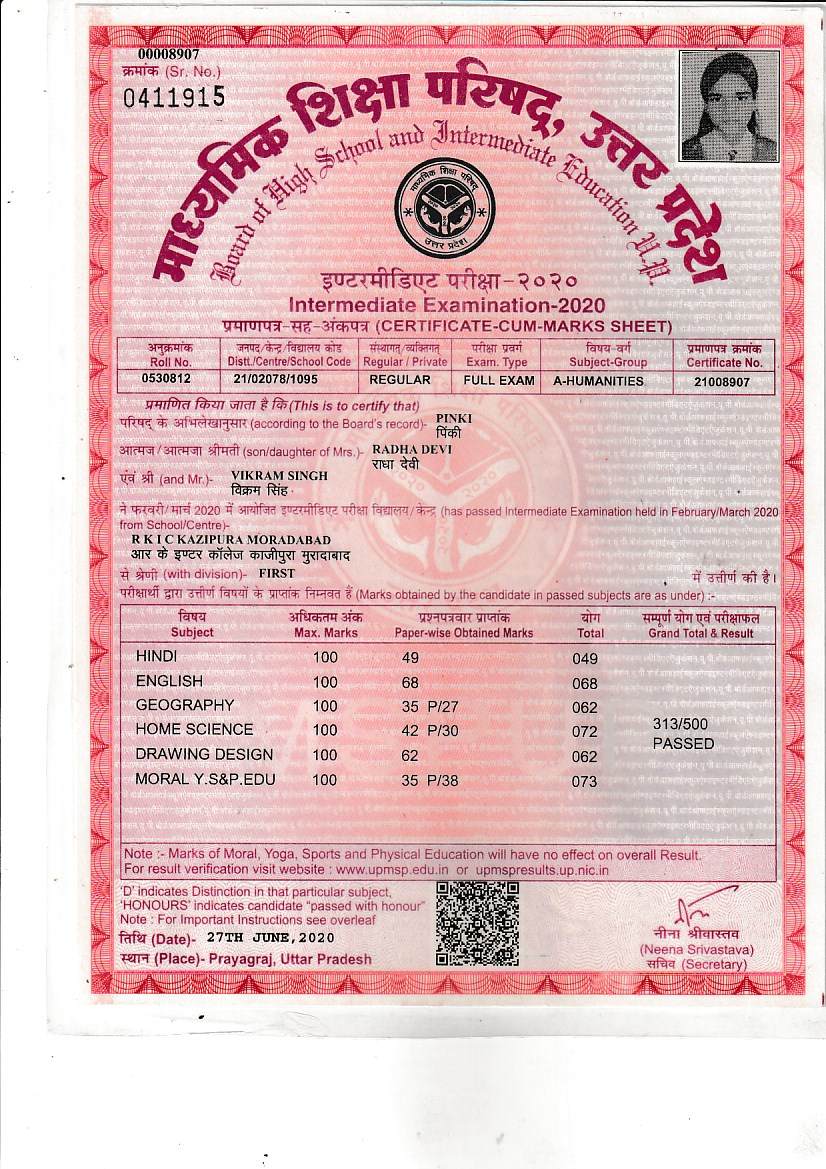 00008907
क्रमांक (Sr. No.)
0411915
माध्यमिक शिक्षा परिषद्, उत्तर प्रदेश
Board of High School and Intermediate Education U.P.
माध्यमिक शिक्षा परिषद्
उत्तर प्रदेश
इण्टरमीडिएट परीक्षा-२०२०
Intermediate Examination-2020
प्रमाणपत्र-सह-अंकपत्र (CERTIFICATE-CUM-MARKS SHEET)
अनुक्रमांक जनपद/केन्द्र/विद्यालय कोड संस्थागत/व्यक्तिगत परीक्षा प्रवर्ग विषय-वर्ग प्रमाणपत्र क्रमांक
Roll No. Distt./Centre/School Code Regular / Private Exam. Type Subject-Group Certificate No.
0530812 21/02078/1095 REGULAR FULL EXAM A-HUMANITIES 21008907
प्रमाणित किया जाता है कि (This is to certify that)
परिषद् के अभिलेखानुसार (according to the Board's record)- PINKI
पिंकी
आत्मज/आत्मजा श्रीमती (son/daughter of Mrs.)- RADHA DEVI
राधा देवी
एवं श्री (and Mr.)- VIKRAM SINGH
विक्रम सिंह
ने फरवरी/मार्च 2020 में आयोजित इण्टरमीडिएट परीक्षा विद्यालय/केन्द्र (has passed Intermediate Examination held in February/March 2020
from School/Centre)-
R K I C KAZIPURA MORADABAD
आर के इण्टर कॉलेज काजीपुरा मुरादाबाद
से श्रेणी (with division)- FIRST में उत्तीर्ण की है।
परीक्षार्थी द्वारा उत्तीर्ण विषयों के प्राप्तांक निम्नवत हैं (Marks obtained by the candidate in passed subjects are as under) :-
विषय अधिकतम अंक प्रश्नपत्रवार प्राप्तांक योग सम्पूर्ण योग एवं परीक्षाफल
Subject Max. Marks Paper-wise Obtained Marks Total Grand Total & Result
HINDI 100 49 049
ENGLISH 100 68 068
GEOGRAPHY 100 35 P/27 062
HOME SCIENCE 100 42 P/30 072
313/500
PASSED
DRAWING DESIGN 100 62 062
MORAL Y.S&P.EDU 100 35 P/38 073
Note :- Marks of Moral, Yoga, Sports and Physical Education will have no effect on overall Result.
For result verification visit website : www.upmsp.edu.in or upmspresults.up.nic.in
'D' indicates Distinction in that particular subject,
'HONOURS' indicates candidate "passed with honour"
Note : For Important Instructions see overleaf
तिथि (Date)- 27TH JUNE, 2020
स्थान (Place)- Prayagraj, Uttar Pradesh
नीना श्रीवास्तव
(Neena Srivastava)
सचिव (Secretary)